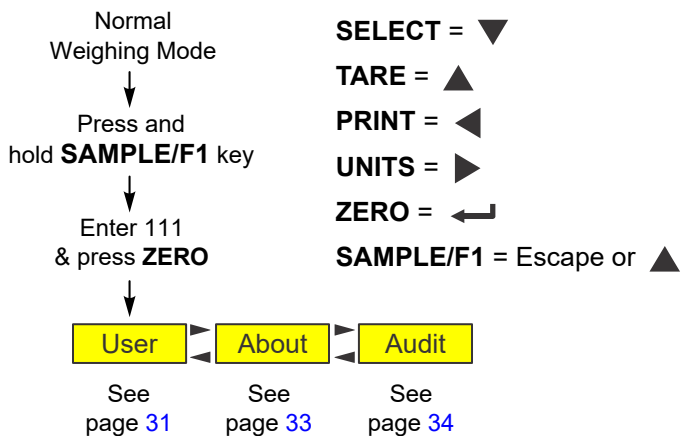 Normal
Weighing Mode
Press and
hold SAMPLE/F1 key
Enter 111
& press ZERO
SELECT = ▼
TARE = ▲
PRINT = ◀
UNITS = ▶
ZERO = ↵
SAMPLE/F1 = Escape or ▲
User
About
Audit
See
page 31
See
page 33
See
page 34